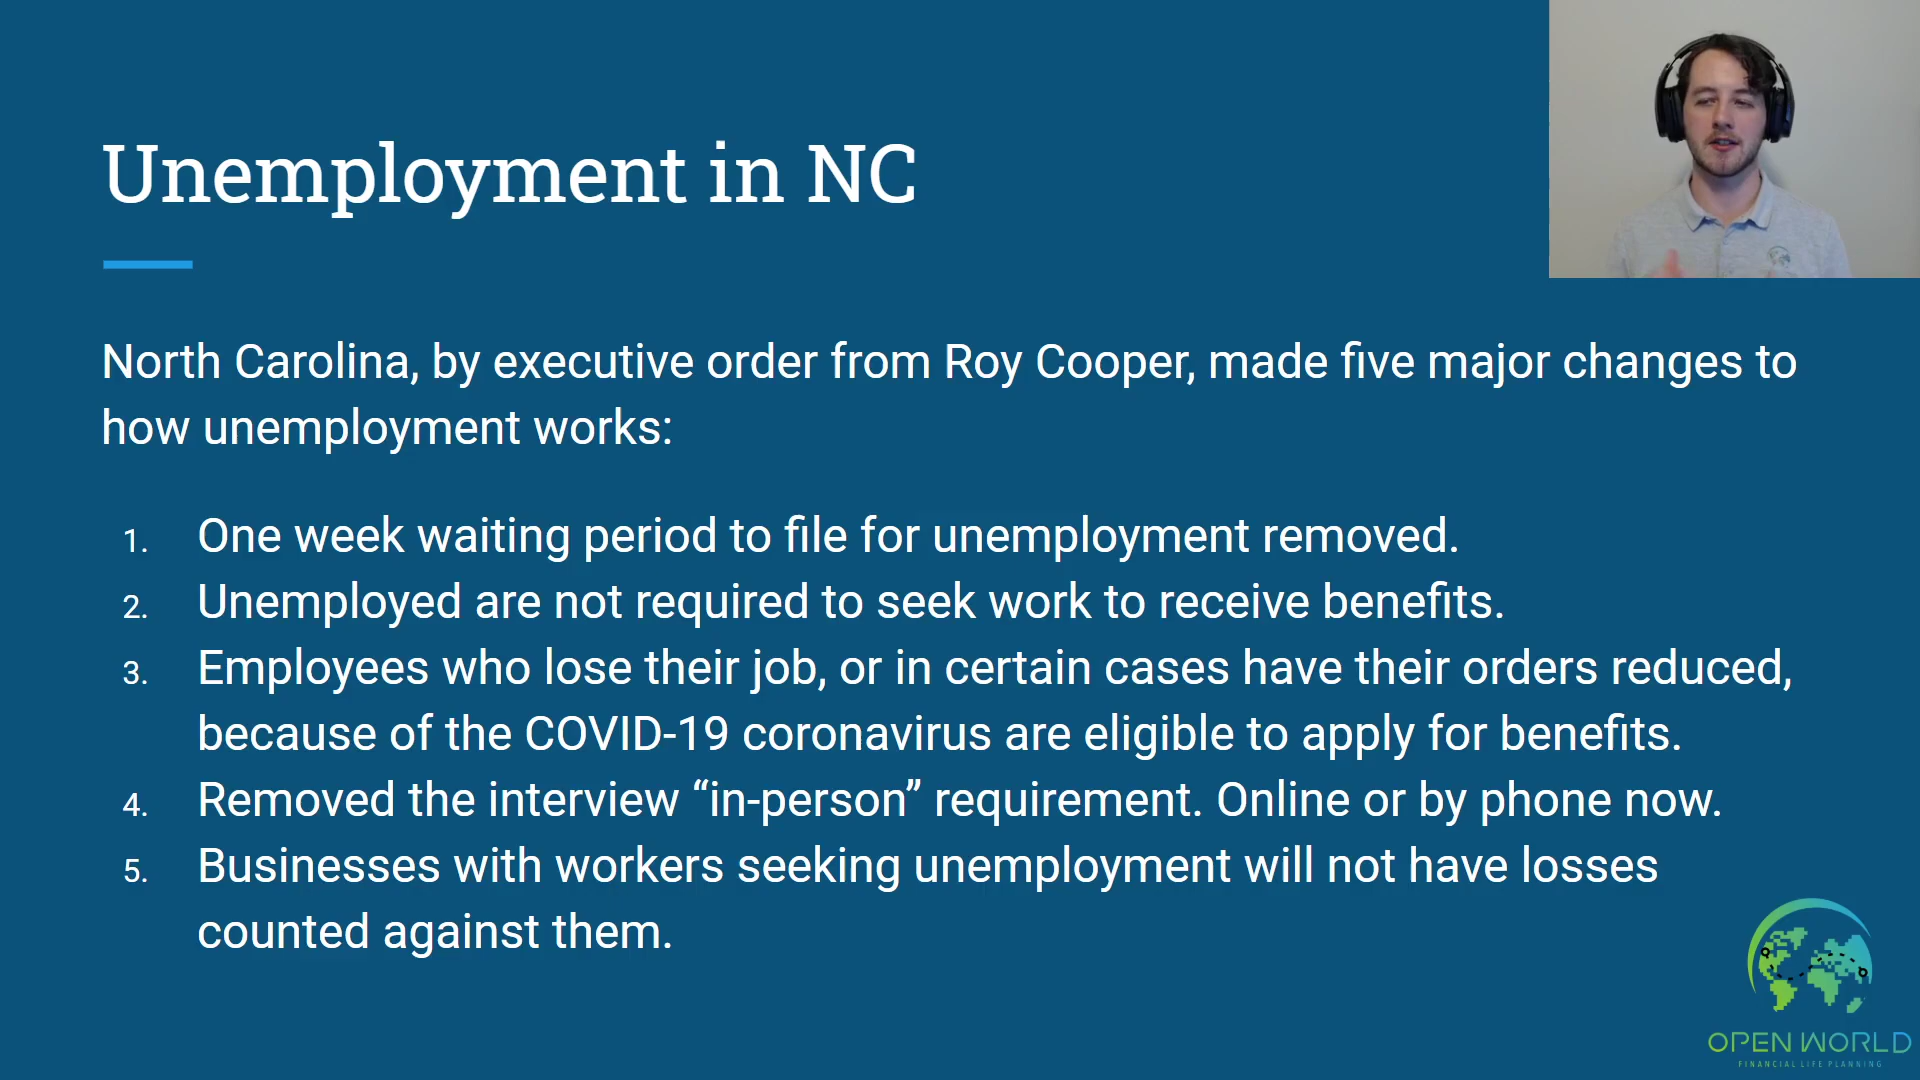 Unemployment in NC
North Carolina, by executive order from Roy Cooper, made five major changes to
how unemployment works:
1. One week waiting period to file for unemployment removed.
2. Unemployed are not required to seek work to receive benefits.
3. Employees who lose their job, or in certain cases have their orders reduced,
because of the COVID-19 coronavirus are eligible to apply for benefits.
4. Removed the interview “in-person” requirement. Online or by phone now.
5. Businesses with workers seeking unemployment will not have losses
counted against them.
OPEN WORLD
FINANCIAL LIFE PLANNING